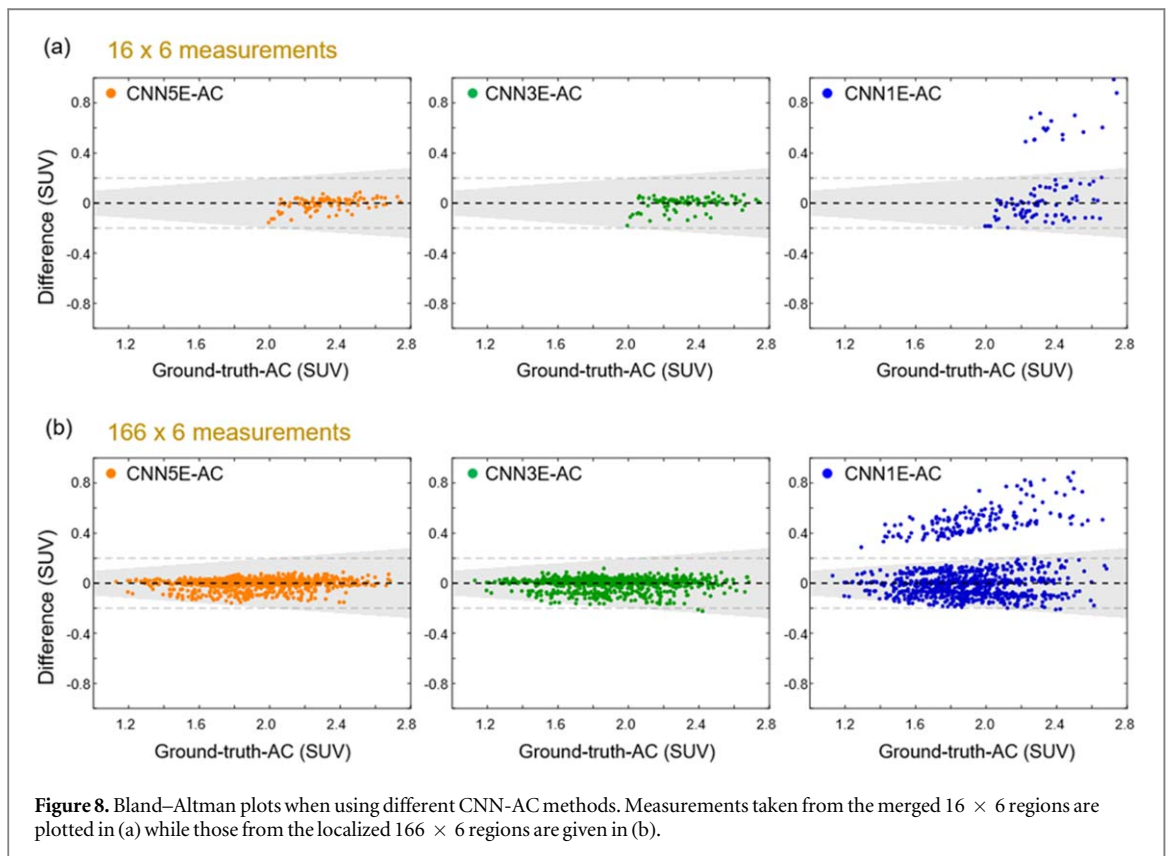 (a) 16 x 6 measurements
CNN5E-AC CNN3E-AC CNN1E-AC
0.8 0.8 0.8
0.4 0.4 0.4
0 0 0
-0.4 -0.4 -0.4
-0.8 -0.8 -0.8
Difference (SUV)
1.2 1.6 2.0 2.4 2.8 1.2 1.6 2.0 2.4 2.8 1.2 1.6 2.0 2.4 2.8
Ground-truth-AC (SUV) Ground-truth-AC (SUV) Ground-truth-AC (SUV)
(b) 166 x 6 measurements
CNN5E-AC CNN3E-AC CNN1E-AC
0.8 0.8 0.8
0.4 0.4 0.4
0 0 0
-0.4 -0.4 -0.4
-0.8 -0.8 -0.8
Difference (SUV)
1.2 1.6 2.0 2.4 2.8 1.2 1.6 2.0 2.4 2.8 1.2 1.6 2.0 2.4 2.8
Ground-truth-AC (SUV) Ground-truth-AC (SUV) Ground-truth-AC (SUV)
Figure 8. Bland–Altman plots when using different CNN-AC methods. Measurements taken from the merged 16 × 6 regions are
plotted in (a) while those from the localized 166 × 6 regions are given in (b).